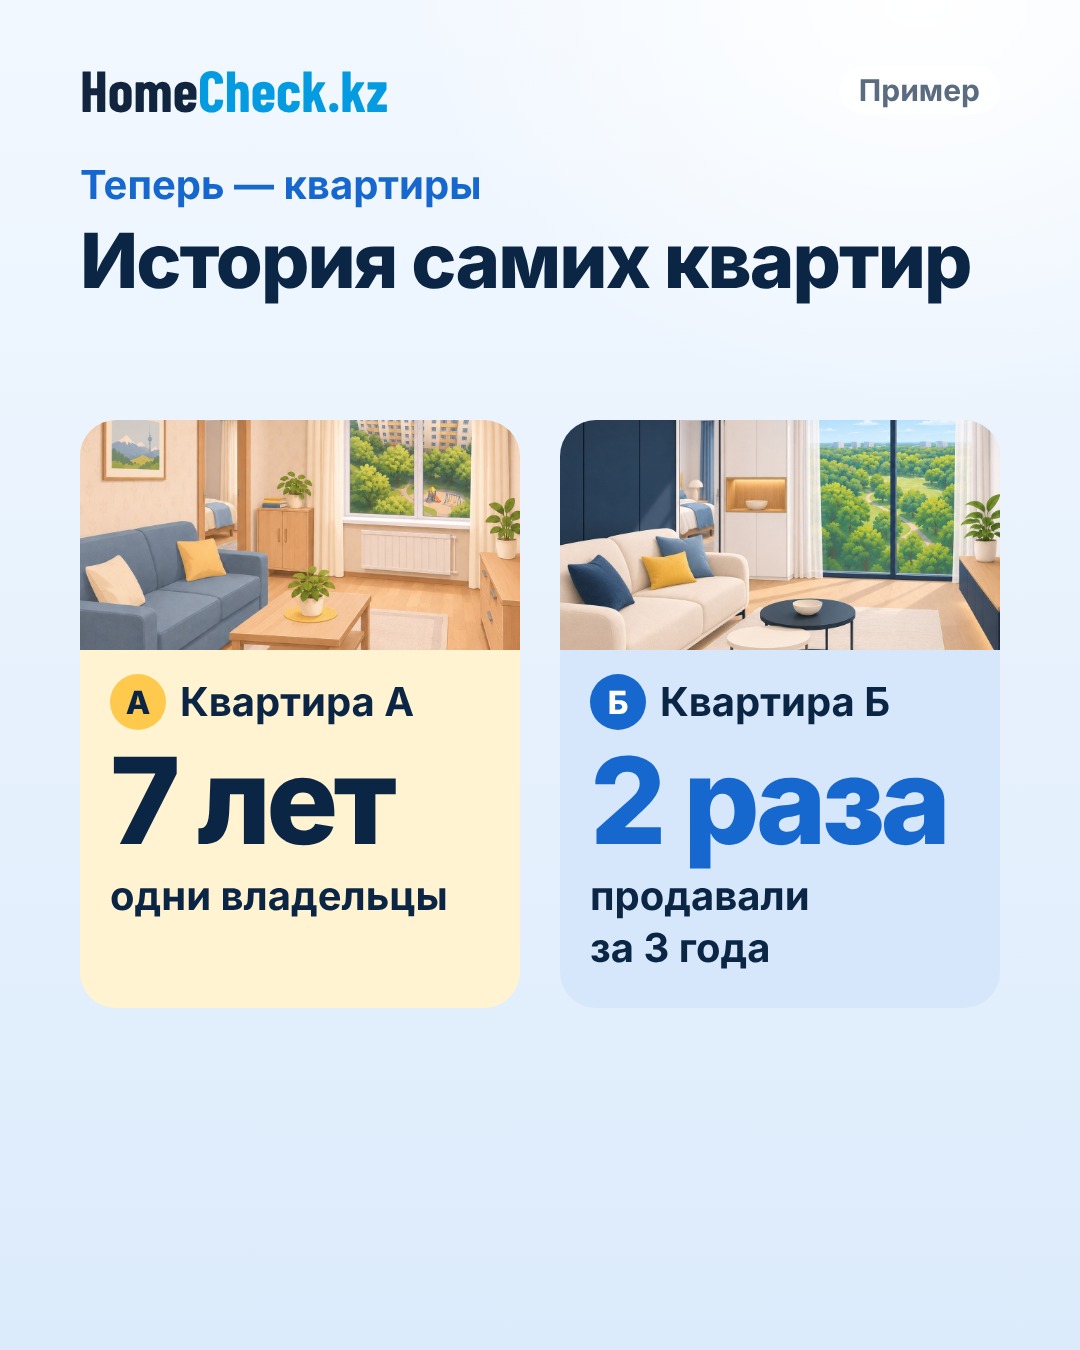 HomeCheck.kz
Пример
Теперь — квартиры
История самих квартир
А Квартира А
7 лет
одни владельцы
Б Квартира Б
2 раза
продавали
за 3 года